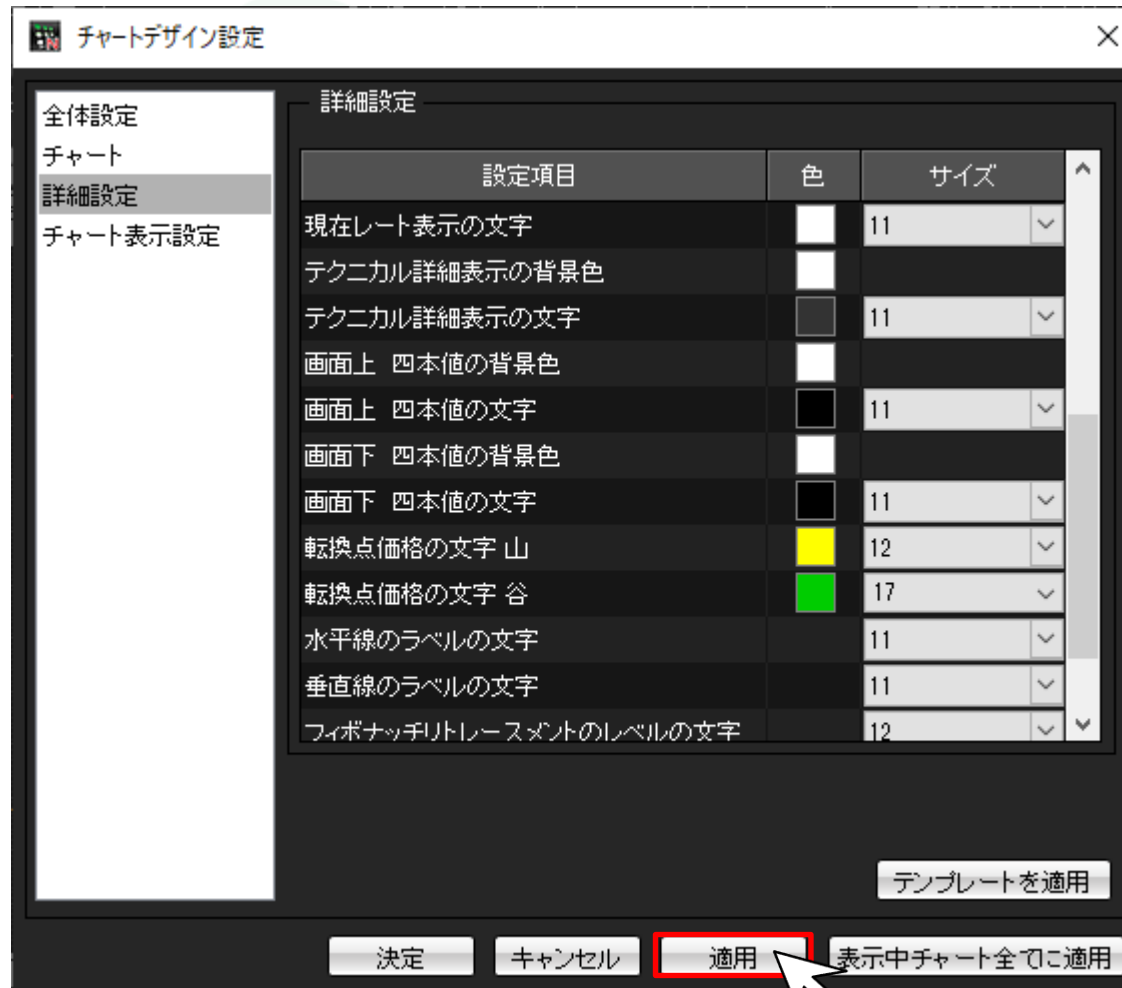 チャートデザイン設定
全体設定
チャート
詳細設定
チャート表示設定
詳細設定
設定項目 色 サイズ
現在レート表示の文字 11
テクニカル詳細表示の背景色
テクニカル詳細表示の文字 11
画面上 四本値の背景色
画面上 四本値の文字 11
画面下 四本値の背景色
画面下 四本値の文字 11
転換点価格の文字 山 12
転換点価格の文字 谷 17
水平線のラベルの文字 11
垂直線のラベルの文字 11
フィボナッチリトレースメントのレベルの文字 12
テンプレートを適用
決定 キャンセル 適用 表示中チャート全てに適用